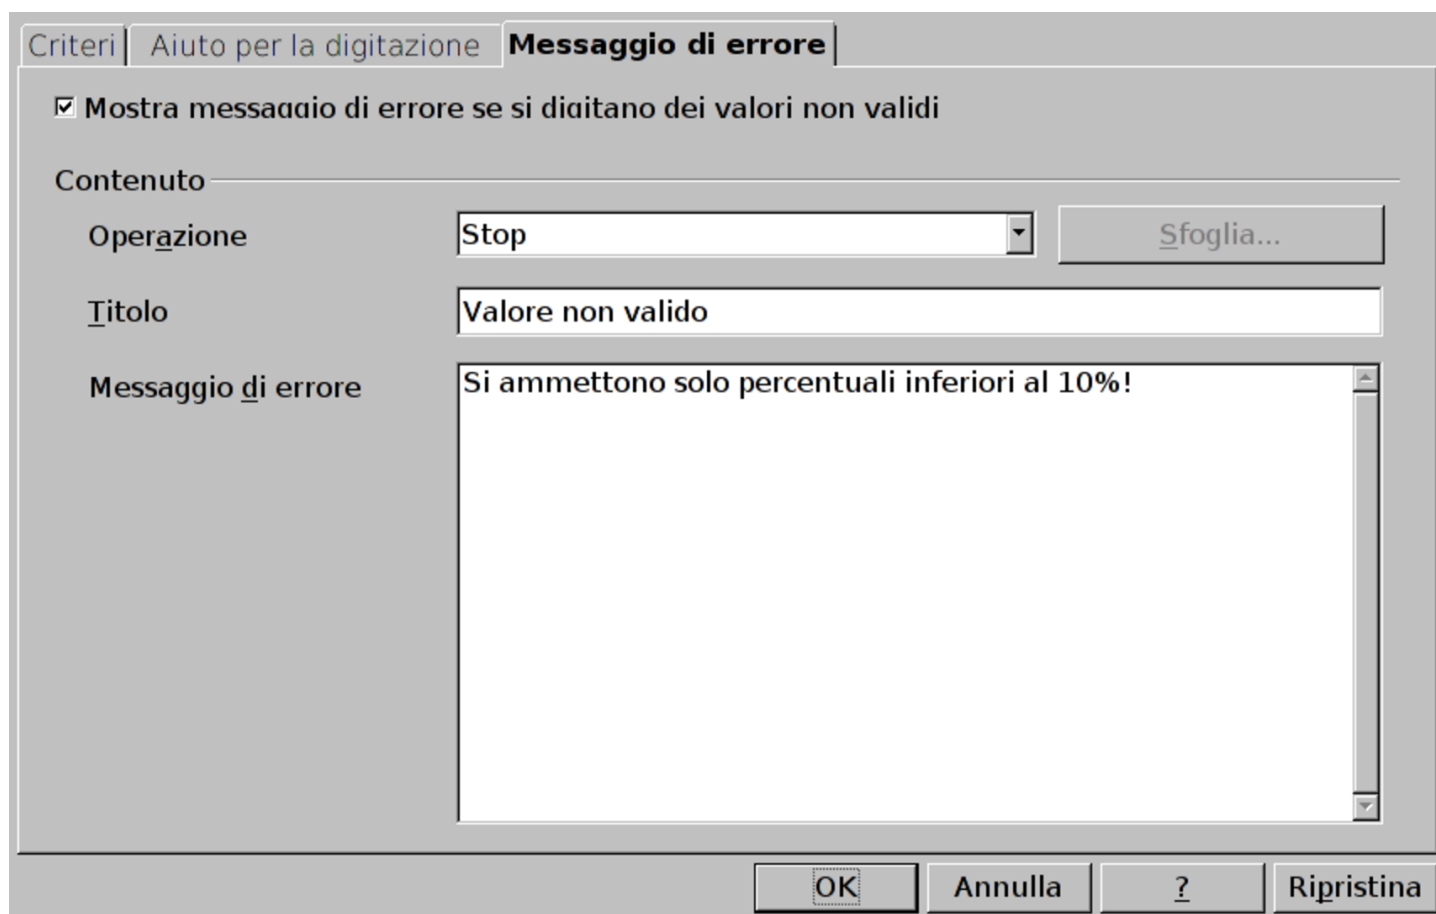 Criteri Aiuto per la digitazione Messaggio di errore
Mostra messaggio di errore se si digitano dei valori non validi
Contenuto
Operazione Stop Sfoglia...
Titolo Valore non valido
Messaggio di errore Si ammettono solo percentuali inferiori al 10%!
OK Annulla ? Ripristina